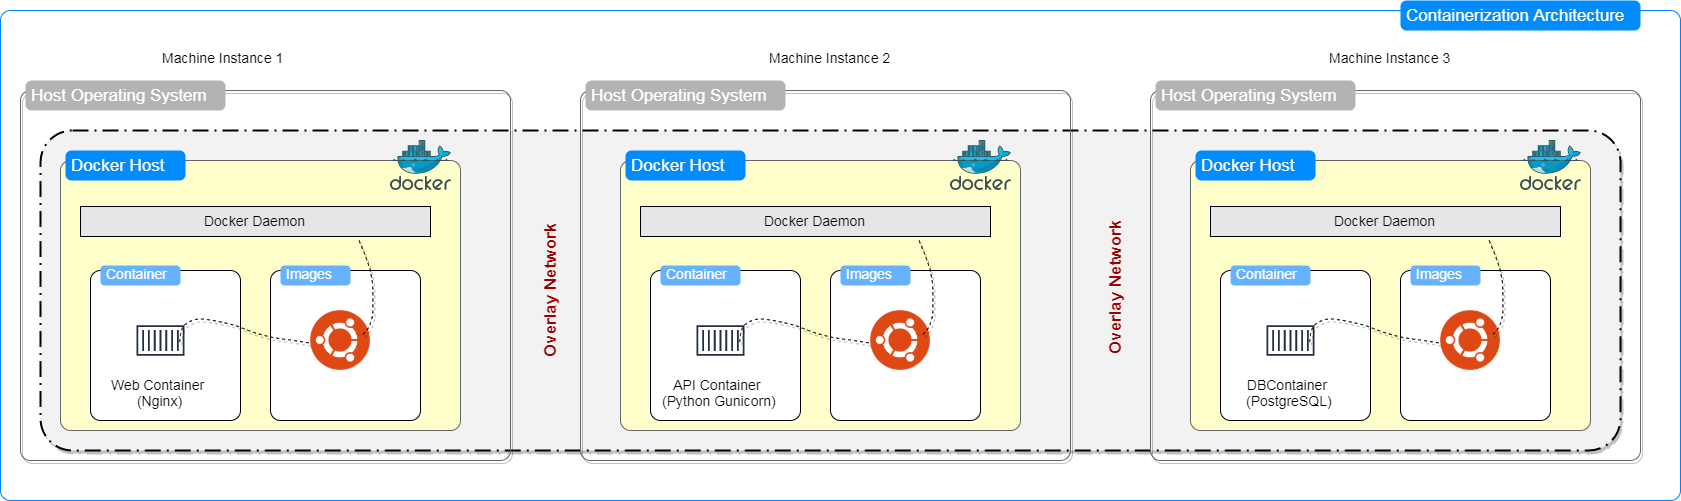 Containerization Architecture
Machine Instance 1
Host Operating System
Docker Host
docker
Docker Daemon
Container
Images
Web Container
(Nginx)
Overlay Network
Machine Instance 2
Host Operating System
Docker Host
docker
Docker Daemon
Container
Images
API Container
(Python Gunicorn)
Overlay Network
Machine Instance 3
Host Operating System
Docker Host
docker
Docker Daemon
Container
Images
DBContainer
(PostgreSQL)